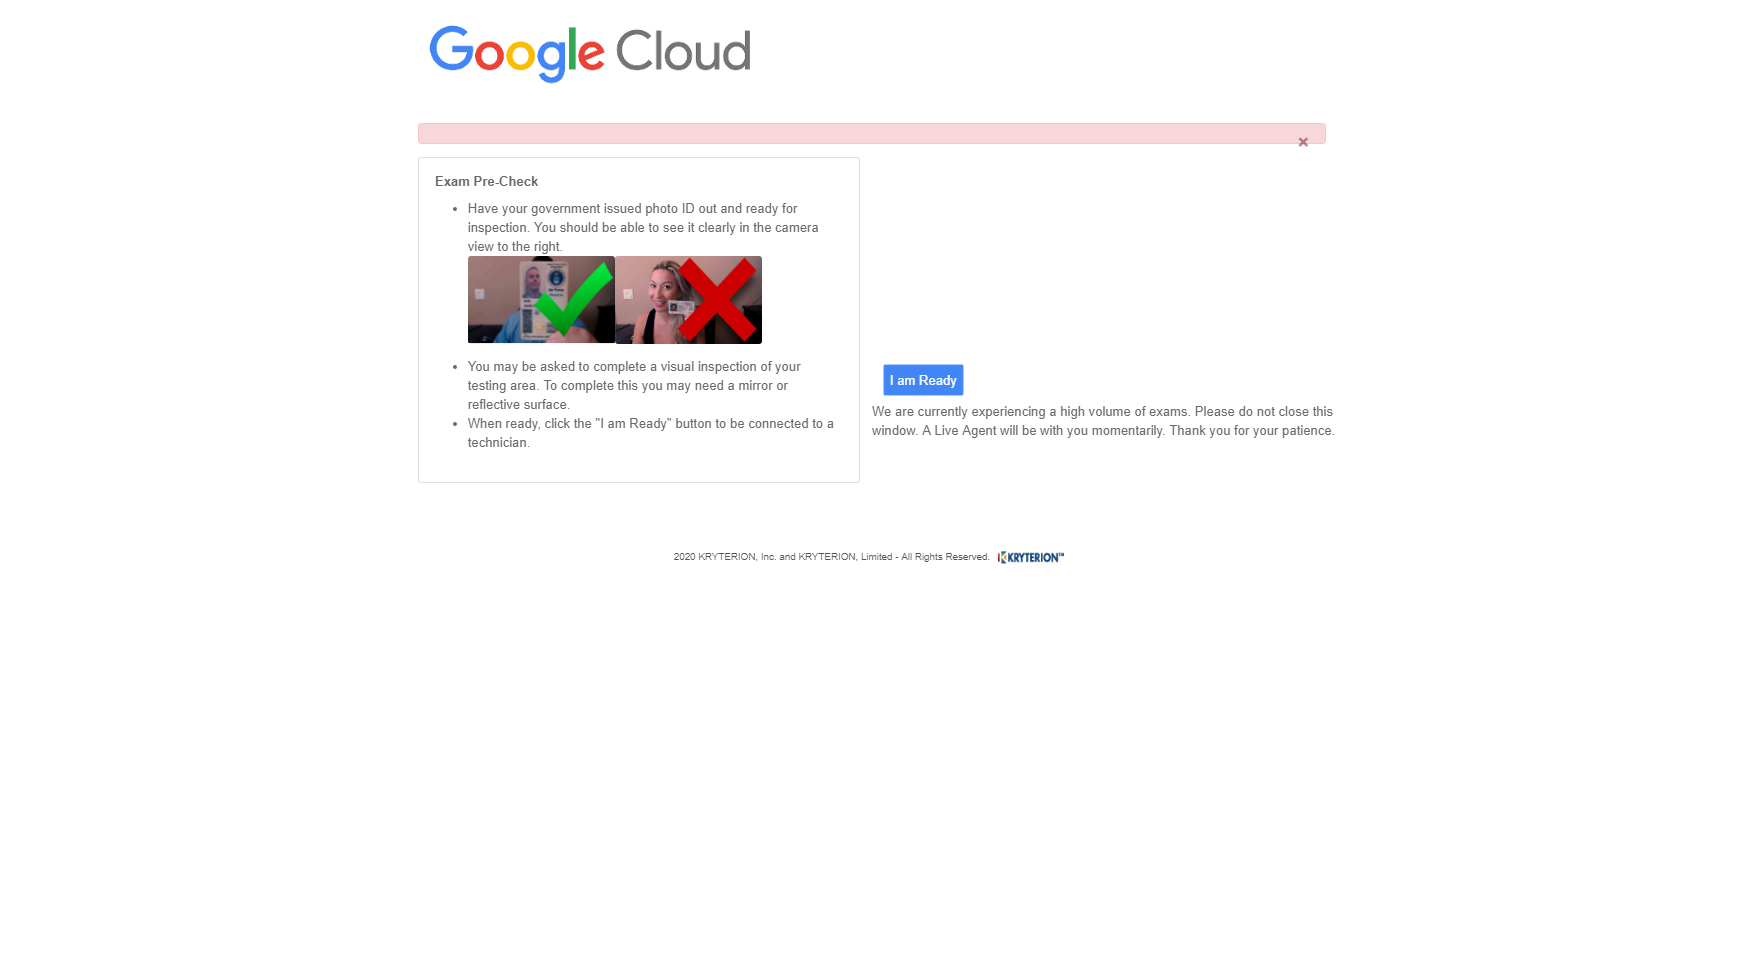 Google Cloud
×
Exam Pre-Check
Have your government issued photo ID out and ready for
inspection. You should be able to see it clearly in the camera
view to the right.
You may be asked to complete a visual inspection of your
testing area. To complete this you may need a mirror or
reflective surface.
When ready, click the "I am Ready" button to be connected to a
technician.
I am Ready
We are currently experiencing a high volume of exams. Please do not close this
window. A Live Agent will be with you momentarily. Thank you for your patience.
2020 KRYTERION, Inc. and KRYTERION, Limited - All Rights Reserved. KRYTERION™